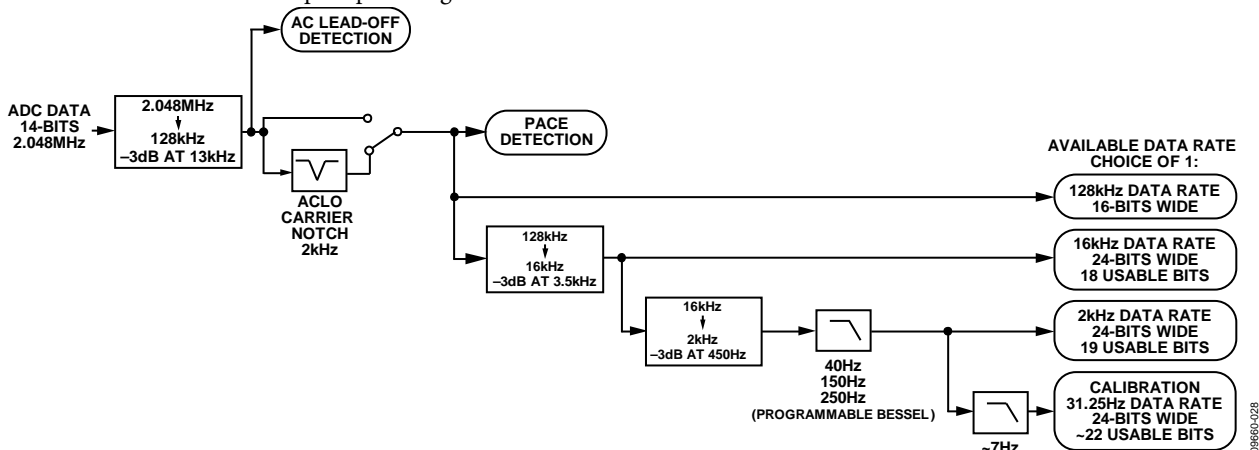 AC LEAD-OFF
DETECTION
ADC DATA
14-BITS
2.048MHz
2.048MHz
128kHz
–3dB AT 13kHz
ACLO
CARRIER
NOTCH
2kHz
PACE
DETECTION
AVAILABLE DATA RATE
CHOICE OF 1:
128kHz DATA RATE
16-BITS WIDE
128kHz
16kHz
–3dB AT 3.5kHz
16kHz DATA RATE
24-BITS WIDE
18 USABLE BITS
16kHz
2kHz
–3dB AT 450Hz
40Hz
150Hz
250Hz
(PROGRAMMABLE BESSEL)
2kHz DATA RATE
24-BITS WIDE
19 USABLE BITS
~7Hz
CALIBRATION
31.25Hz DATA RATE
24-BITS WIDE
~22 USABLE BITS
09660-028